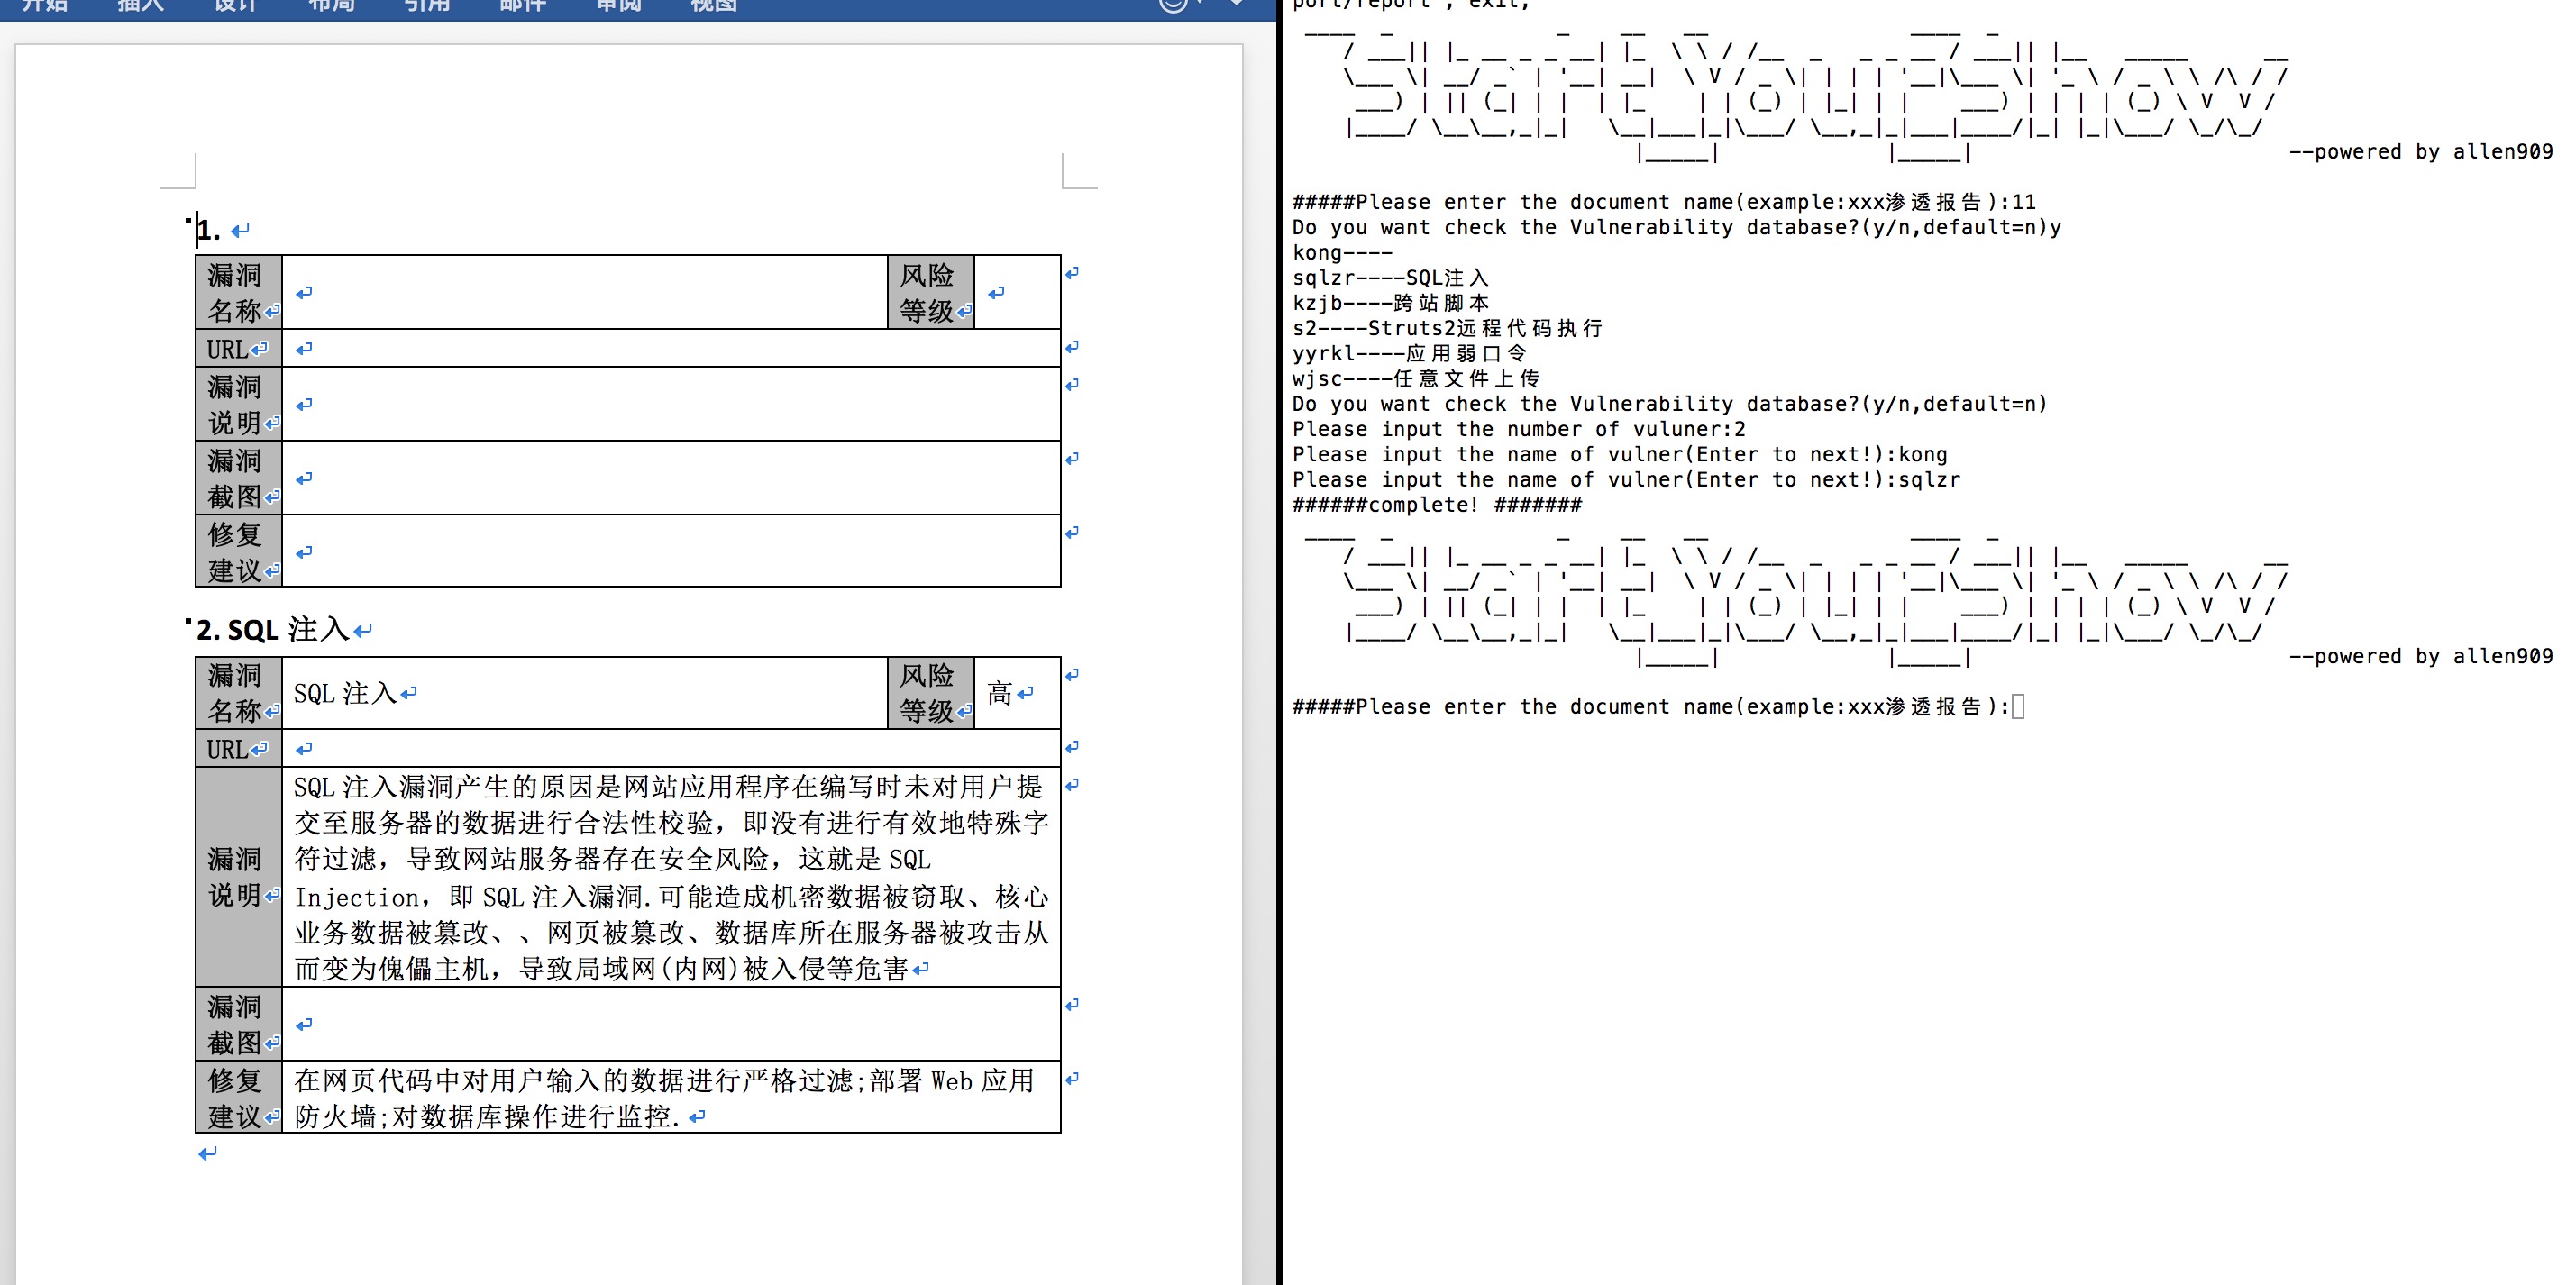 开始 插入 设计 布局 引用 邮件 审阅 视图
1.
漏洞
名称
风险
等级
URL
漏洞
说明
漏洞
截图
修复
建议
2. SQL 注入
漏洞
名称
SQL 注入
风险
等级
高
URL
漏洞
说明
SQL 注入漏洞产生的原因是网站应用程序在编写时未对用户提
交至服务器的数据进行合法性校验，即没有进行有效地特殊字
符过滤，导致网站服务器存在安全风险，这就是 SQL
Injection，即 SQL 注入漏洞.可能造成机密数据被窃取、核心
业务数据被篡改、、网页被篡改、数据库所在服务器被攻击从
而变为傀儡主机，导致局域网(内网)被入侵等危害
漏洞
截图
修复
建议
在网页代码中对用户输入的数据进行严格过滤;部署 Web 应用
防火墙;对数据库操作进行监控.
port/report , exit;
Start_Your_Show
--powered by allen909
#####Please enter the document name(example:xxx渗透报告):11
Do you want check the Vulnerability database?(y/n,default=n)y
kong----
sqlzr----SQL注入
kzjb----跨站脚本
s2----Struts2远程代码执行
yyrkl----应用弱口令
wjsc----任意文件上传
Do you want check the Vulnerability database?(y/n,default=n)
Please input the number of vuluner:2
Please input the name of vulner(Enter to next!):kong
Please input the name of vulner(Enter to next!):sqlzr
######complete! #######
Start_Your_Show
--powered by allen909
#####Please enter the document name(example:xxx渗透报告):